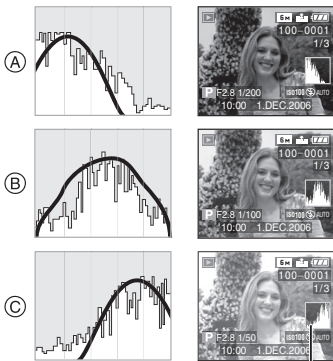 A
6M
100-0001
1/3
P F2.8 1/200 ISO100 AUTO
10:00 1.DEC.2006
B
6M
100-0001
1/3
P F2.8 1/100 ISO100 AUTO
10:00 1.DEC.2006
C
6M
100-0001
1/3
P F2.8 1/50 ISO100 AUTO
10:00 1.DEC.2006